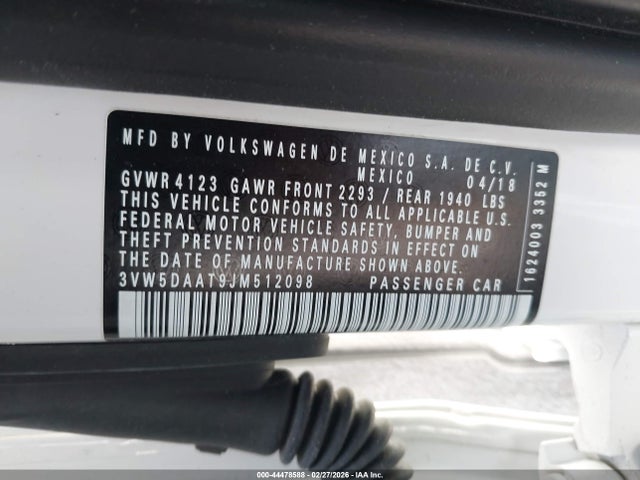 MFD BY VOLKSWAGEN DE MEXICO S.A. DE C.V.
MEXICO 04/18
GVWR 4123 GAWR FRONT 2293 / REAR 1940 LBS
THIS VEHICLE CONFORMS TO ALL APPLICABLE U.S.
FEDERAL MOTOR VEHICLE SAFETY, BUMPER AND
THEFT PREVENTION STANDARDS IN EFFECT ON
THE DATE OF MANUFACTURE SHOWN ABOVE.
3VW5DAAT9JM512098 PASSENGER CAR
1624003 3352 M
000-44478588 - 02/27/2026 - IAAI.COM